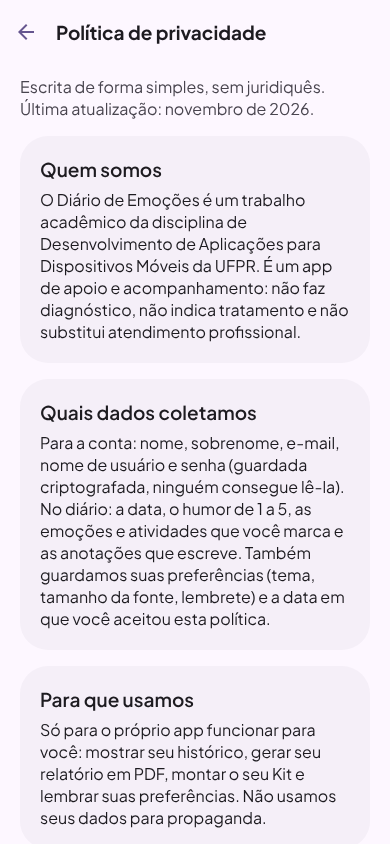 Política de privacidade
Escrita de forma simples, sem juridiquês.
Última atualização: novembro de 2026.
Quem somos
O Diário de Emoções é um trabalho
acadêmico da disciplina de
Desenvolvimento de Aplicações para
Dispositivos Móveis da UFPR. É um app
de apoio e acompanhamento: não faz
diagnóstico, não indica tratamento e não
substitui atendimento profissional.
Quais dados coletamos
Para a conta: nome, sobrenome, e-mail,
nome de usuário e senha (guardada
criptografada, ninguém consegue lê-la).
No diário: a data, o humor de 1 a 5, as
emoções e atividades que você marca e
as anotações que escreve. Também
guardamos suas preferências (tema,
tamanho da fonte, lembrete) e a data em
que você aceitou esta política.
Para que usamos
Só para o próprio app funcionar para
você: mostrar seu histórico, gerar seu
relatório em PDF, montar o seu Kit e
lembrar suas preferências. Não usamos
seus dados para propaganda.